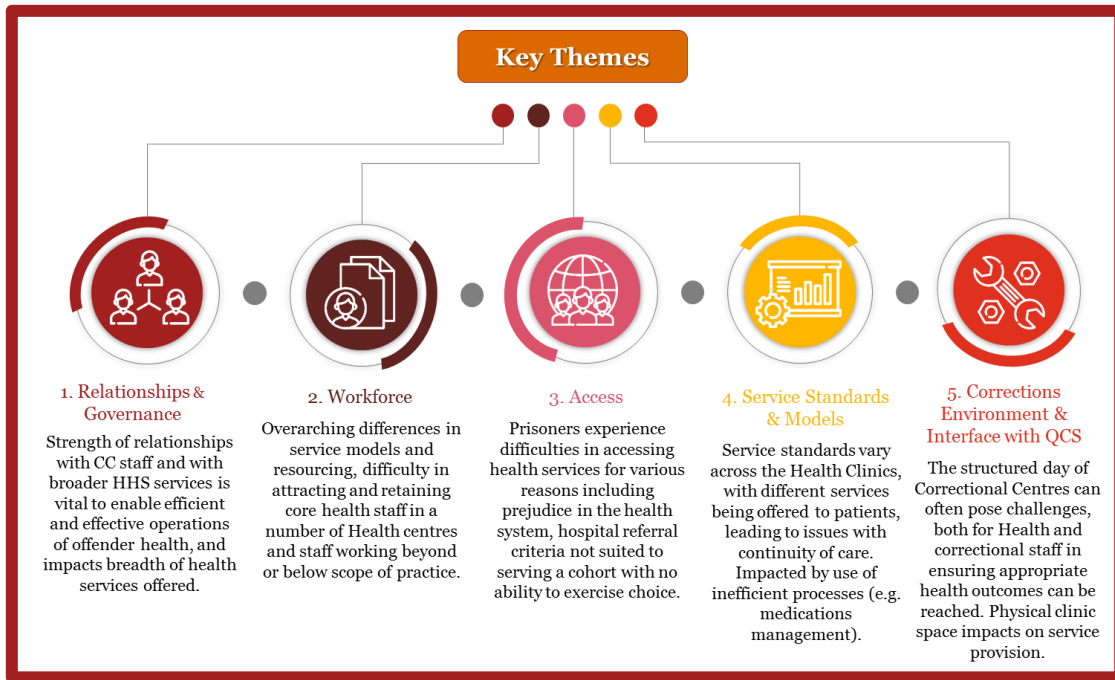 Key Themes
1. Relationships &
Governance
Strength of relationships
with CC staff and with
broader HHS services is
vital to enable efficient
and effective operations
of offender health, and
impacts breadth of health
services offered.
2. Workforce
Overarching differences in
service models and
resourcing, difficulty in
attracting and retaining
core health staff in a
number of Health centres
and staff working beyond
or below scope of practice.
3. Access
Prisoners experience
difficulties in accessing
health services for various
reasons including
prejudice in the health
system, hospital referral
criteria not suited to
serving a cohort with no
ability to exercise choice.
4. Service Standards
& Models
Service standards vary
across the Health Clinics,
with different services
being offered to patients,
leading to issues with
continuity of care.
Impacted by use of
inefficient processes (e.g.
medications
management).
5. Corrections
Environment &
Interface with QCS
The structured day of
Correctional Centres can
often pose challenges,
both for Health and
correctional staff in
ensuring appropriate
health outcomes can be
reached. Physical clinic
space impacts on service
provision.